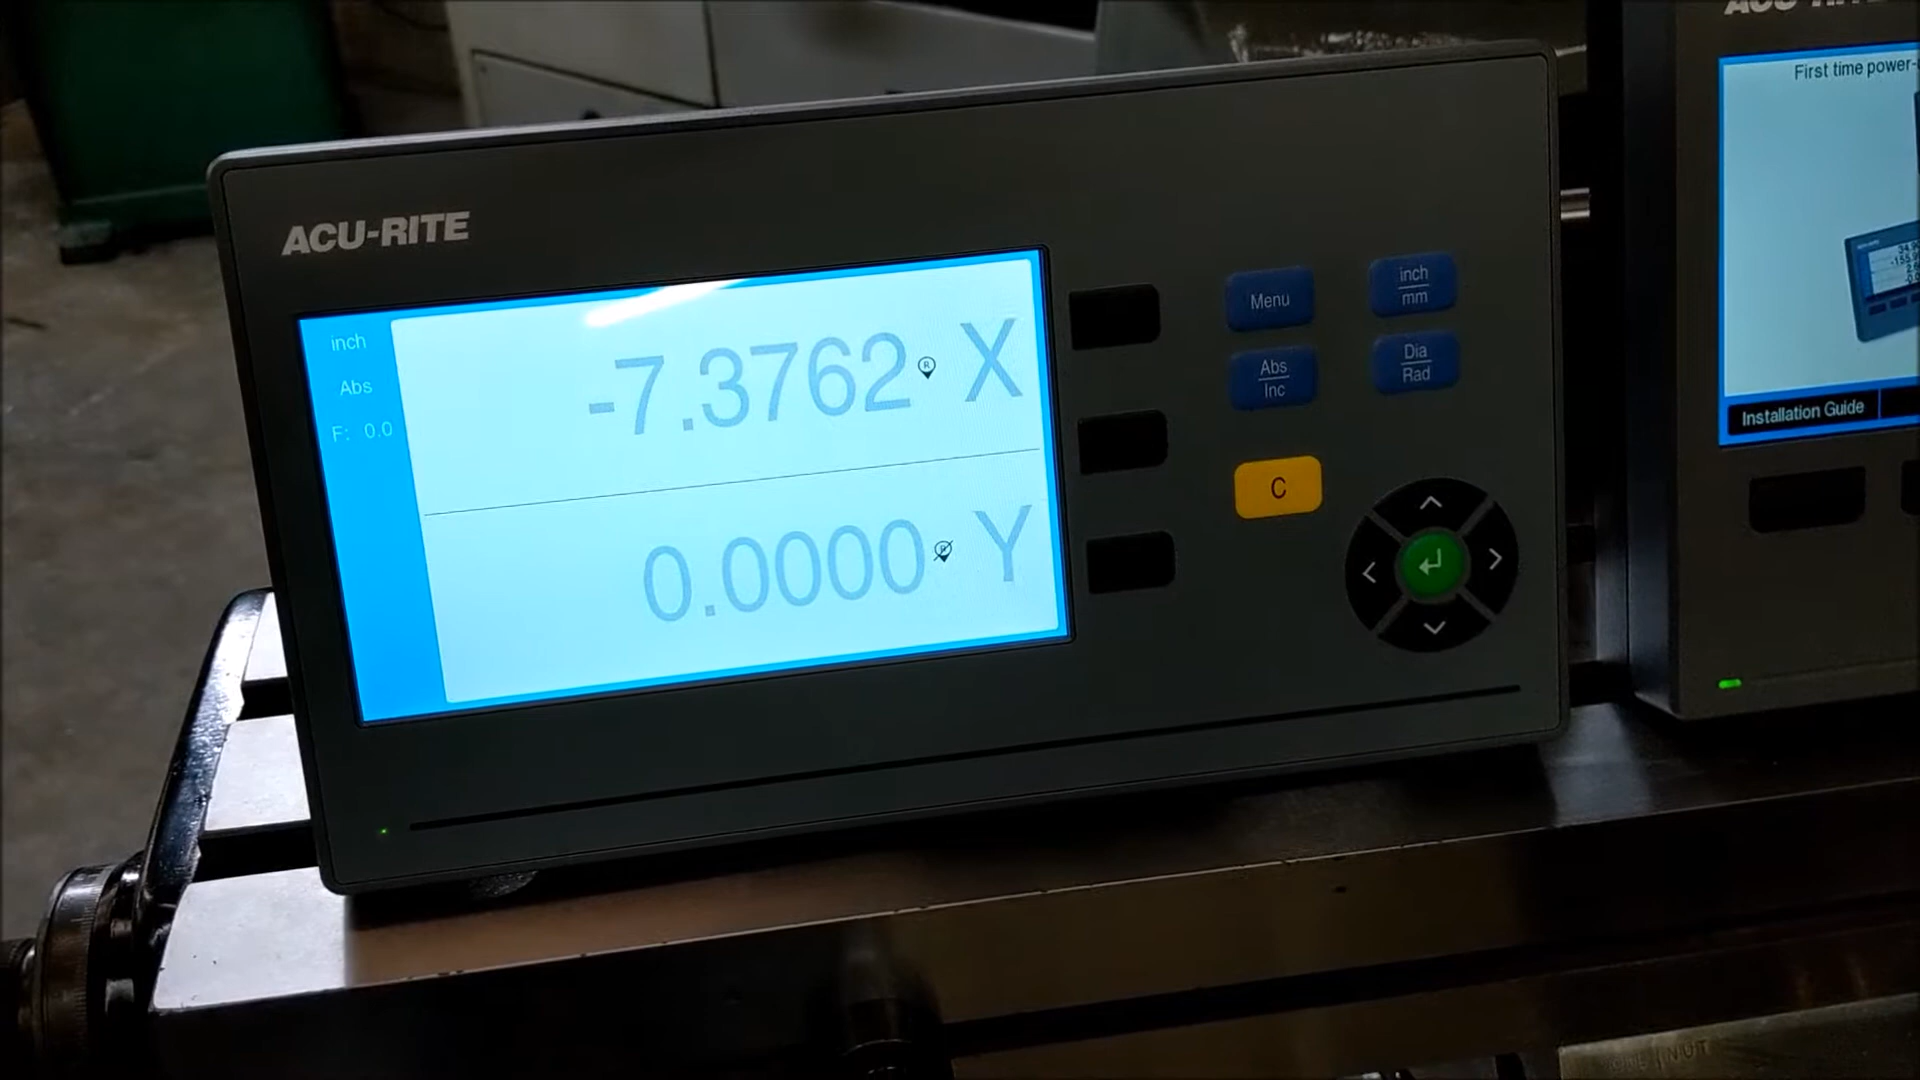 ACU-RITE
inch
Abs
F: 0.0
-7.3762 X
0.0000 Y
Menu
inch
mm
Abs
Inc
Dia
Rad
C
First time power-
Installation Guide